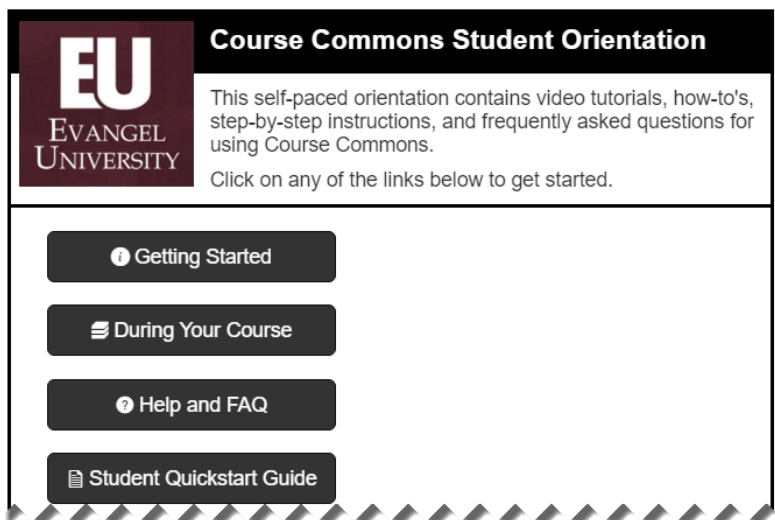 EU
EVANGEL
UNIVERSITY
Course Commons Student Orientation
This self-paced orientation contains video tutorials, how-to's,
step-by-step instructions, and frequently asked questions for
using Course Commons.
Click on any of the links below to get started.
Getting Started
During Your Course
Help and FAQ
Student Quickstart Guide